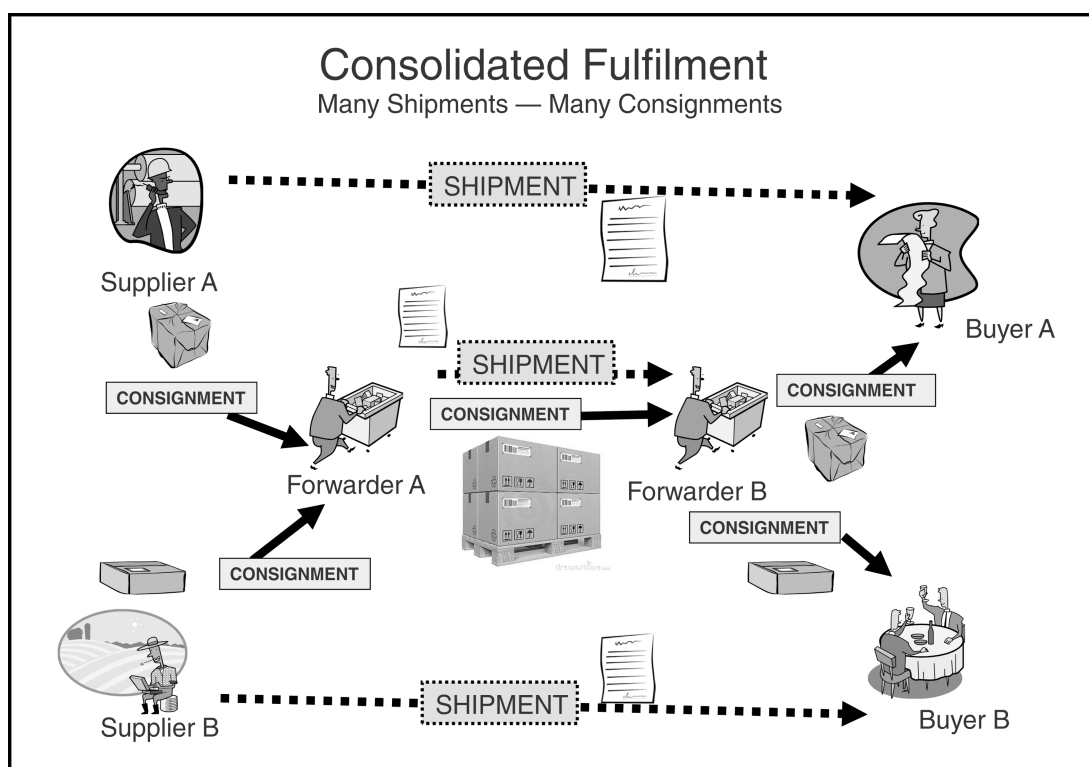 Consolidated Fulfilment
Many Shipments — Many Consignments
SHIPMENT
Supplier A
Buyer A
SHIPMENT
CONSIGNMENT
CONSIGNMENT
CONSIGNMENT
Forwarder A
Forwarder B
CONSIGNMENT
CONSIGNMENT
Supplier B
SHIPMENT
Buyer B